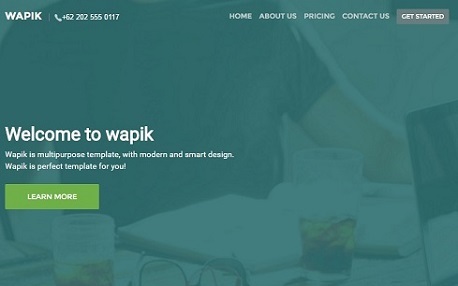 WAPIK | +62 202 555 0117 HOME ABOUT US PRICING CONTACT US GET STARTED
Welcome to wapik
Wapik is multipurpose template, with modern and smart design.
Wapik is perfect template for you!
LEARN MORE